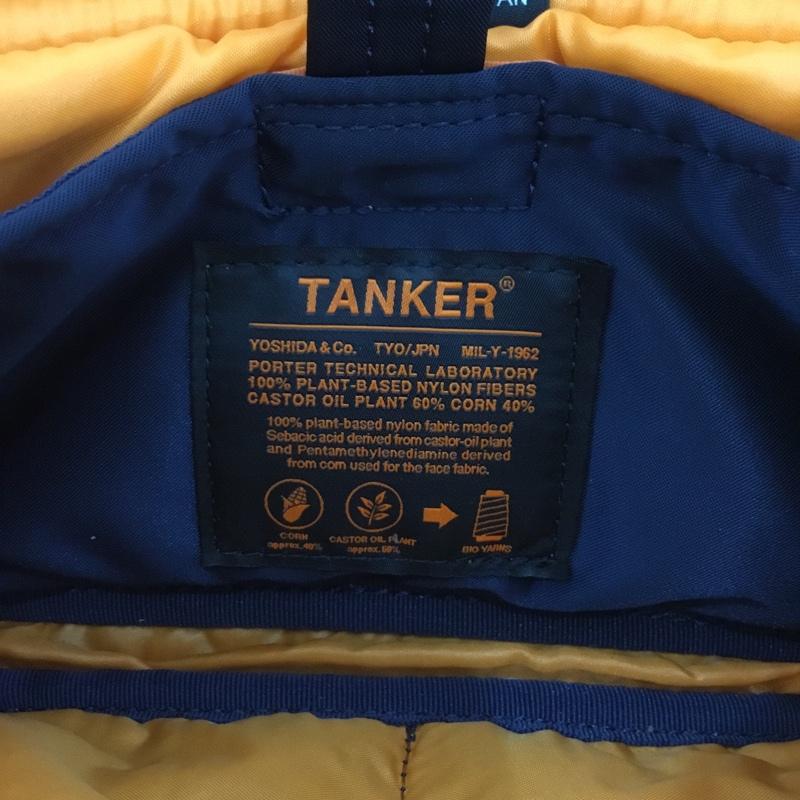 AN
TANKER®
YOSHIDA & Co. TYO/JPN MIL-Y-1962
PORTER TECHNICAL LABORATORY
100% PLANT-BASED NYLON FIBERS
CASTOR OIL PLANT 60% CORN 40%
100% plant-based nylon fabric made of
Sebacic acid derived from castor-oil plant
and Pentamethylenediamine derived
from corn used for the face fabric.
CORN
approx.40%
CASTOR OIL PLANT
approx.60%
BIO YARNS